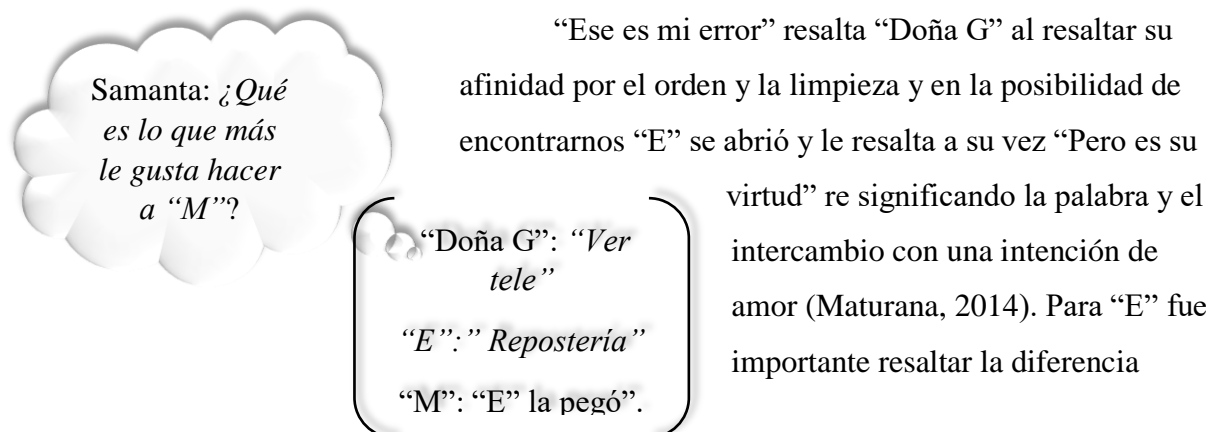 Samanta: ¿Qué
es lo que más
le gusta hacer
a “M”?
“Doña G”: “Ver
tele”
“E”:” Repostería”
“M”: “E” la pegó”.
“Ese es mi error” resalta “Doña G” al resaltar su
afinidad por el orden y la limpieza y en la posibilidad de
encontrarnos “E” se abrió y le resalta a su vez “Pero es su
virtud” re significando la palabra y el
intercambio con una intención de
amor (Maturana, 2014). Para “E” fue
importante resaltar la diferencia